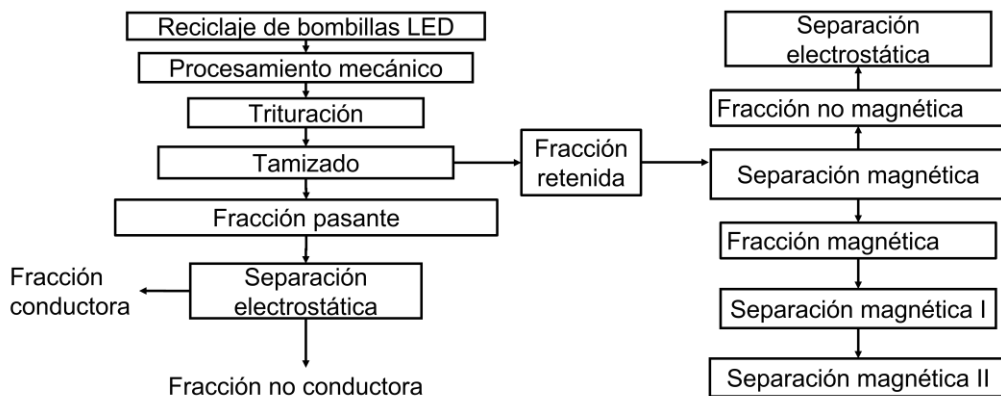 Reciclaje de bombillas LED
Procesamiento mecánico
Trituración
Tamizado
Fracción pasante
Separación
electrostática
Fracción
conductora
Fracción no conductora
Fracción
retenida
Separación
electrostática
Fracción no magnética
Separación magnética
Fracción magnética
Separación magnética I
Separación magnética II